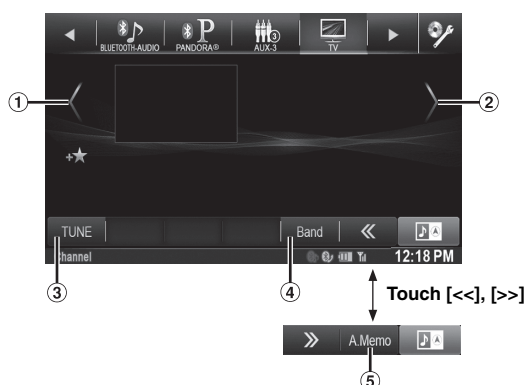 BLUETOOTH-AUDIO PANDORA® AUX-3 TV
3
1 2
TUNE Band «
Channel 12:18 PM
3 4
Touch [<<], [>>]
» A.Memo
5